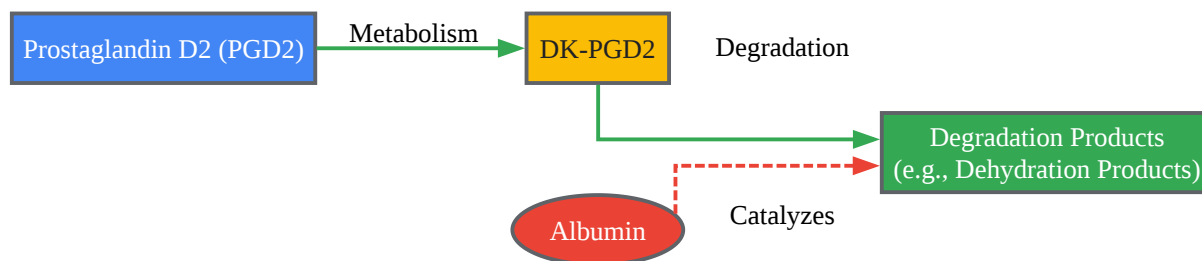 Prostaglandin D2 (PGD2)
Metabolism
DK-PGD2
Degradation
Degradation Products
(e.g., Dehydration Products)
Albumin
Catalyzes